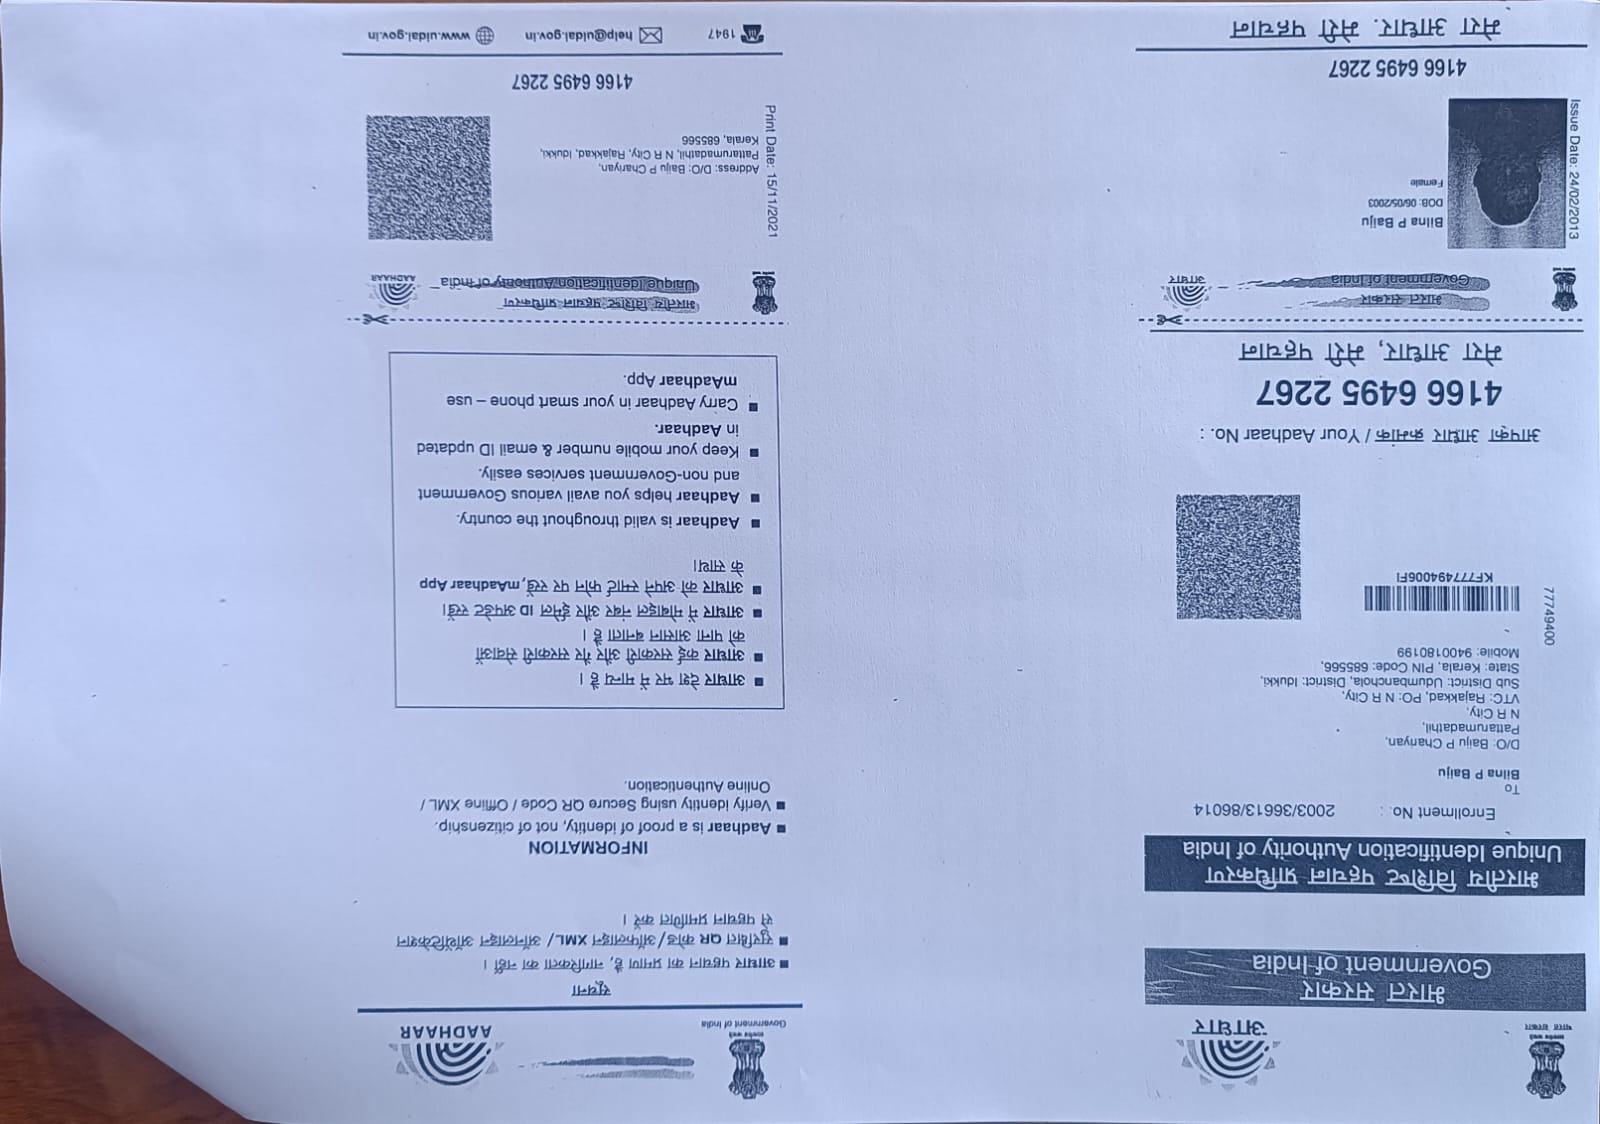 भारत सरकार
आधार
भारत सरकार
Government of India
भारतीय विशिष्ट पहचान प्राधिकरण
Unique Identification Authority of India
Enrollment No. : 2003/36613/86014
To
Bilna P Baiju
D/O: Baiju P Chariyan,
Pattarumadathil,
N R City,
VTC: Rajakkad, PO: N R City,
Sub District: Udumbanchola, District: Idukki,
State: Kerala, PIN Code: 685566,
Mobile: 9400180199
77749400
KF777494006FI
आपका आधार क्रमांक / Your Aadhaar No. :
4166 6495 2267
मेरा आधार, मेरी पहचान
भारत सरकार
Government of India
आधार
Issue Date: 24/02/2013
Bilna P Baiju
DOB: 06/05/2003
Female
4166 6495 2267
मेरा आधार. मेरी पहचान
Government of India
AADHAAR
सूचना
■ आधार पहचान का प्रमाण है, नागरिकता का नहीं ।
■ सुरक्षित QR कोड/ऑफलाइन XML/ ऑनलाइन ऑथेंटिकेशन
से पहचान प्रमाणित करें ।
INFORMATION
■ Aadhaar is a proof of identity, not of citizenship.
■ Verify identity using Secure QR Code / Offline XML /
Online Authentication.
■ आधार देश भर में मान्य है ।
■ आधार कई सरकारी और गैर सरकारी सेवाओं
को पाना आसान बनाता है ।
■ आधार में मोबाइल नंबर और ईमेल ID अपडेट रखें।
■ आधार को अपने स्मार्ट फोन पर रखें, mAadhaar App
के साथ।
■ Aadhaar is valid throughout the country.
■ Aadhaar helps you avail various Government
and non-Government services easily.
■ Keep your mobile number & email ID updated
in Aadhaar.
■ Carry Aadhaar in your smart phone – use
mAadhaar App.
भारतीय विशिष्ट पहचान प्राधिकरण
Unique Identification Authority of India
AADHAAR
Print Date: 15/11/2021
Address: D/O: Baiju P Chariyan,
Pattarumadathil, N R City, Rajakkad, Idukki,
Kerala, 685566
4166 6495 2267
1947
help@uidai.gov.in
www.uidai.gov.in